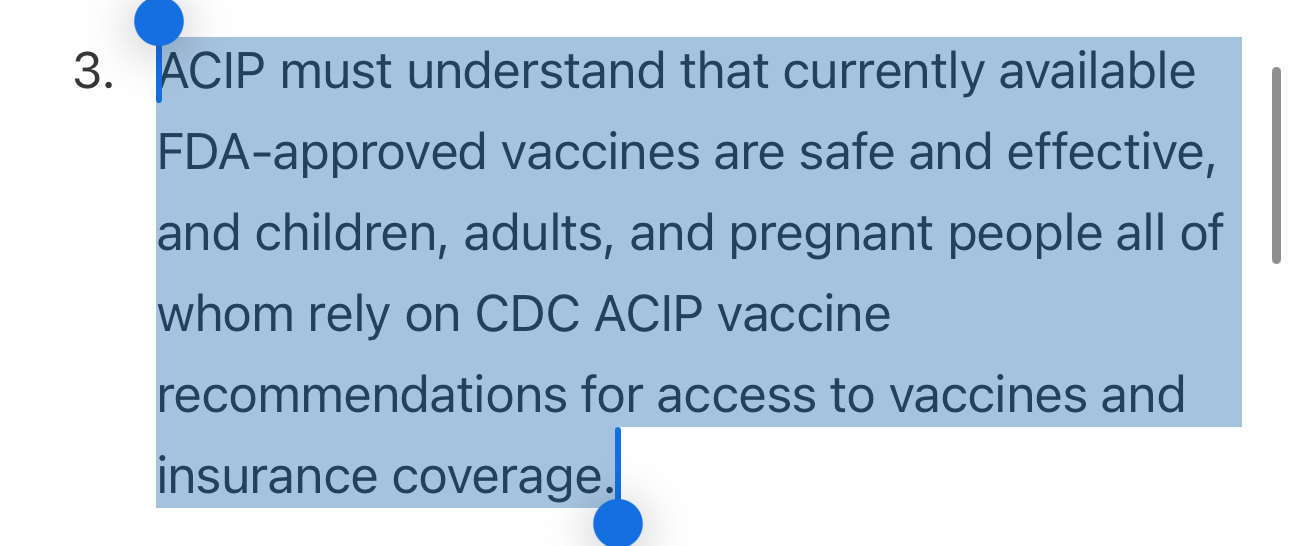 3. ACIP must understand that currently available
FDA-approved vaccines are safe and effective,
and children, adults, and pregnant people all of
whom rely on CDC ACIP vaccine
recommendations for access to vaccines and
insurance coverage.